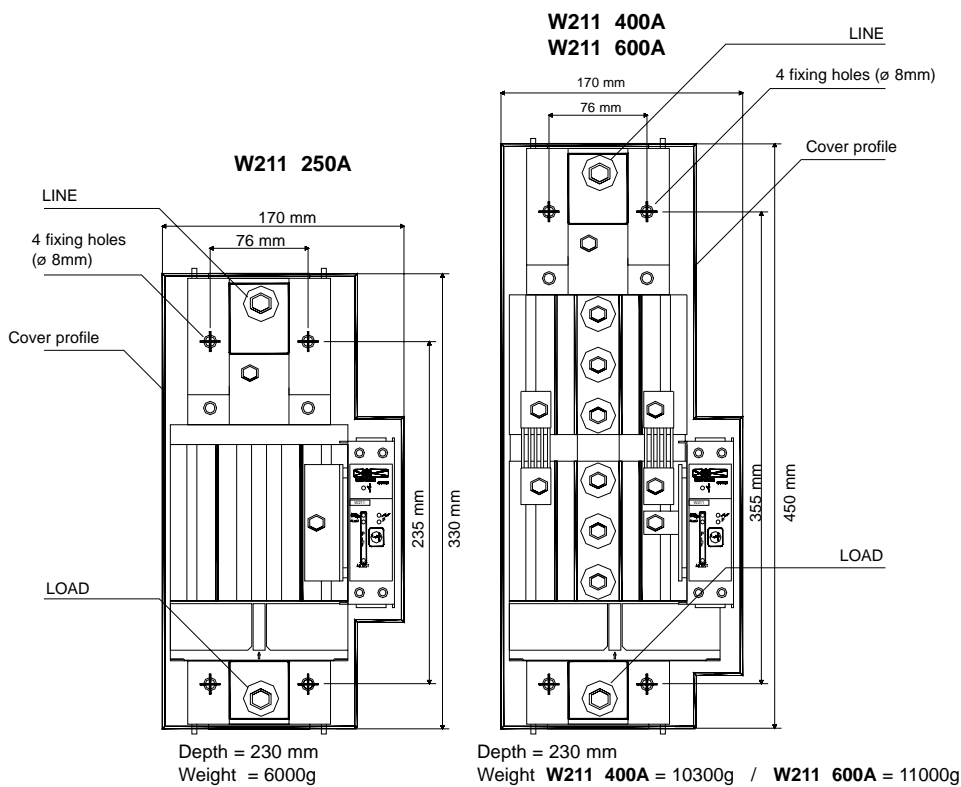 W211 400A
W211 600A
LINE
4 fixing holes (ø 8mm)
170 mm
76 mm
Cover profile
355 mm
450 mm
W211
LOAD
Depth = 230 mm
Weight W211 400A = 10300g / W211 600A = 11000g
W211 250A
LINE
170 mm
4 fixing holes
(ø 8mm)
76 mm
Cover profile
235 mm
330 mm
W211
LOAD
Depth = 230 mm
Weight = 6000g